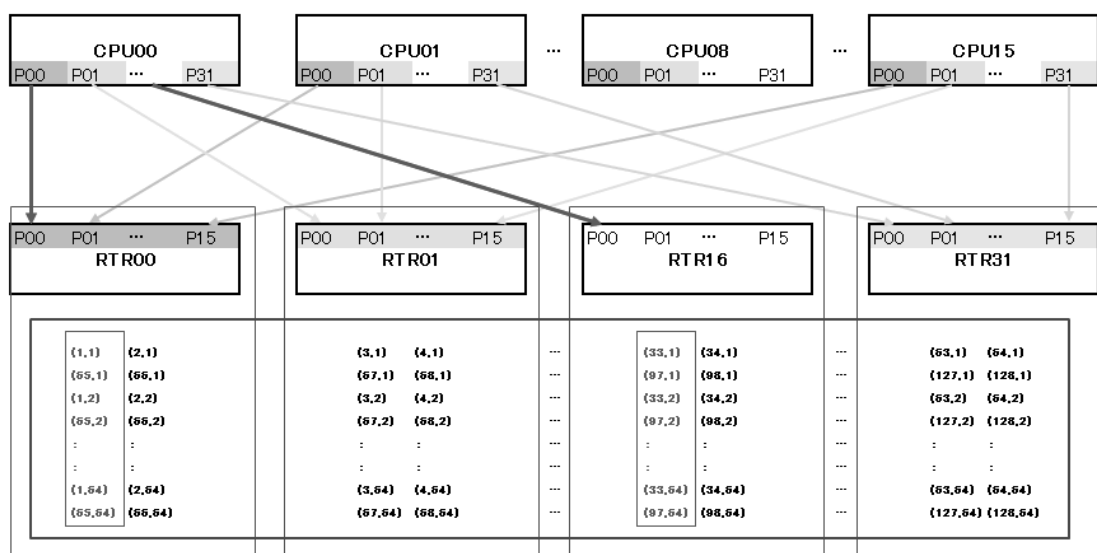 CPU00 CPU01 ... CPU08 ... CPU15
P00 P01 ... P31 P00 P01 ... P31 P00 P01 ... P31 P00 P01 ... P31
P00 P01 ... P15 P00 P01 ... P15 P00 P01 ... P15 P00 P01 ... P15
RTR00 RTR01 RTR16 RTR31
(1,1) (2,1) (3,1) (4,1) ... (33,1) (34,1) ... (63,1) (64,1)
(65,1) (66,1) (67,1) (68,1) ... (97,1) (98,1) ... (127,1) (128,1)
(1,2) (2,2) (3,2) (4,2) ... (33,2) (34,2) ... (63,2) (64,2)
(65,2) (66,2) (67,2) (68,2) ... (97,2) (98,2) ... (127,2) (128,2)
: : : : ... : : ... : :
: : : : ... : : ... : :
(1,64) (2,64) (3,64) (4,64) ... (33,64) (34,64) ... (63,64) (64,64)
(65,64) (66,64) (67,64) (68,64) ... (97,64) (98,64) ... (127,64) (128,64)